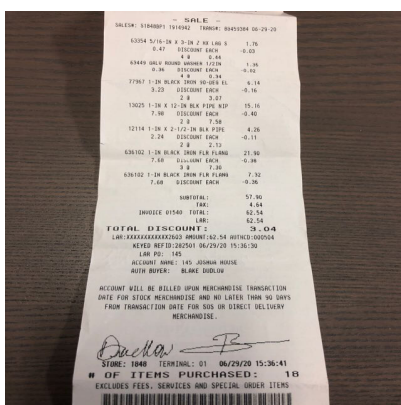 - SALE -
SALES#: S1848BP1 1914942 TRANS#: 89459384 06-29-20
63354 5/16-IN X 3-IN Z HX LAG S 1.76
0.47 DISCOUNT EACH -0.03
4 @ 0.44
63449 GALV ROUND WASHER 1/2IN 1.36
0.36 DISCOUNT EACH -0.02
4 @ 0.34
77967 1-IN BLACK IRON 90-DEG EL 6.14
3.23 DISCOUNT EACH -0.16
2 @ 3.07
13025 1-IN X 12-IN BLK PIPE NIP 15.16
7.98 DISCOUNT EACH -0.40
2 @ 7.58
12114 1-IN X 2-1/2-IN BLK PIPE 4.26
2.24 DISCOUNT EACH -0.11
2 @ 2.13
636102 1-IN BLACK IRON FLR FLANG 21.90
7.68 DISCOUNT EACH -0.38
3 @ 7.30
636102 1-IN BLACK IRON FLR FLANG 7.32
7.68 DISCOUNT EACH -0.36
SUBTOTAL: 57.90
TAX: 4.64
INVOICE 01540 TOTAL: 62.54
LAR: 62.54
TOTAL DISCOUNT: 3.04
LAR:XXXXXXXXXXXX2603 AMOUNT:62.54 AUTHCD:000504
KEYED REFID:202501 06/29/20 15:36:30
LAR PO: 145
ACCOUNT NAME: 145 JOSHUA HOUSE
AUTH BUYER: BLAKE DUDLOW
ACCOUNT WILL BE BILLED UPON MERCHANDISE TRANSACTION
DATE FOR STOCK MERCHANDISE AND NO LATER THAN 90 DAYS
FROM TRANSACTION DATE FOR SOS OR DIRECT DELIVERY
MERCHANDISE.
STORE: 1848 TERMINAL: 01 06/29/20 15:36:41
# OF ITEMS PURCHASED: 18
EXCLUDES FEES, SERVICES AND SPECIAL ORDER ITEMS